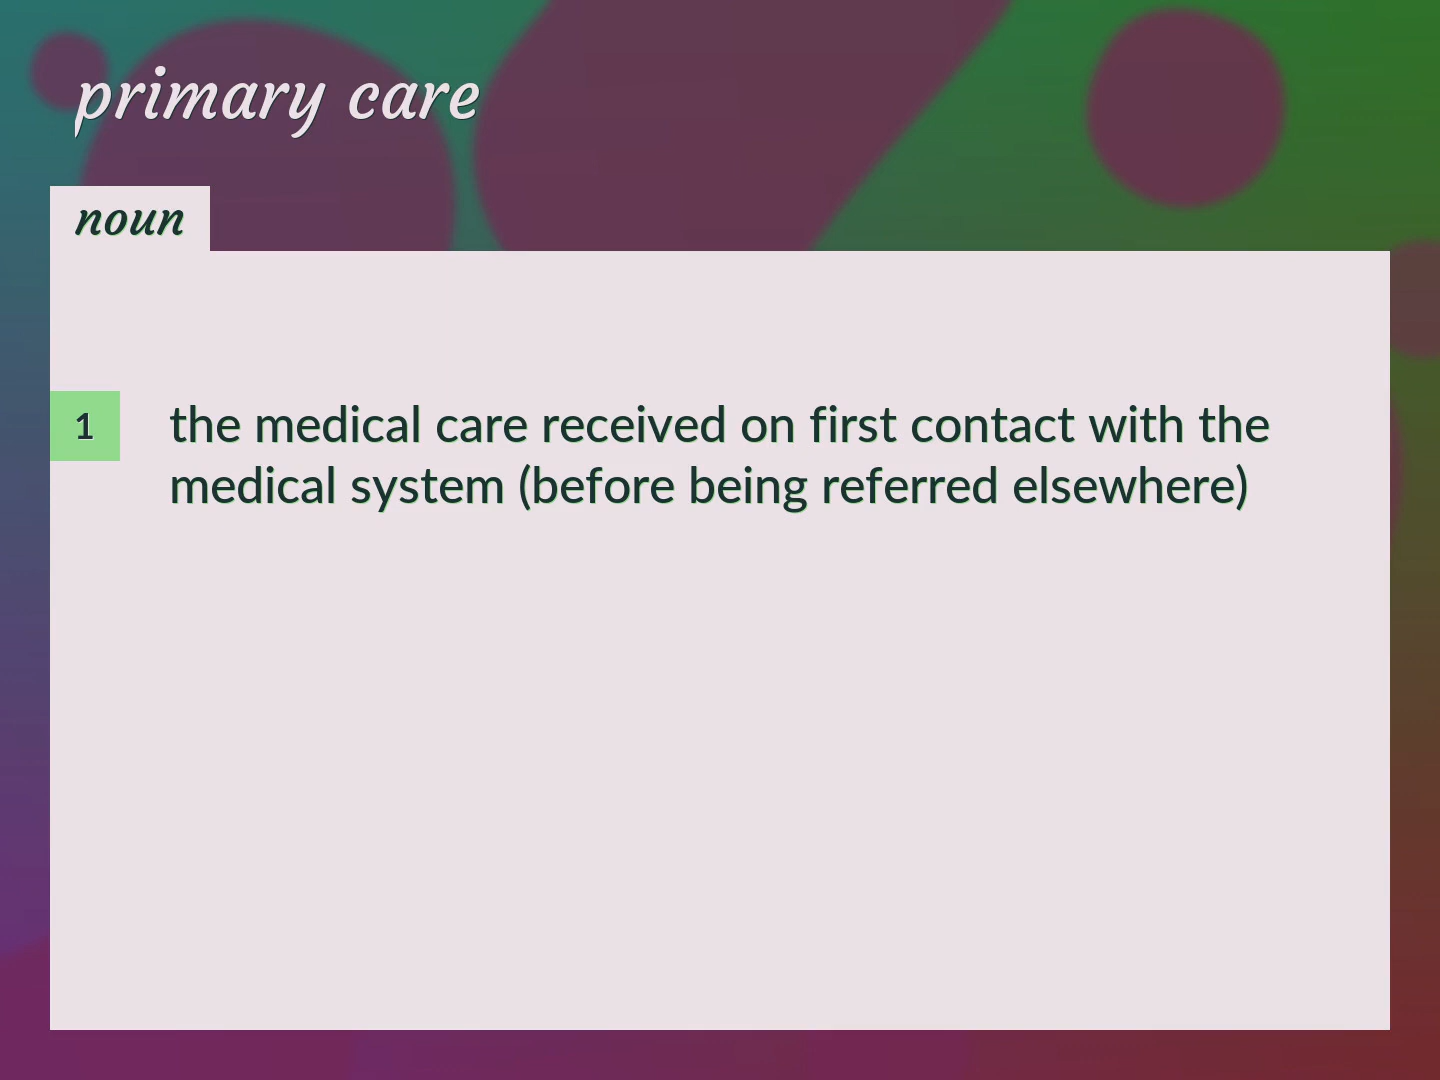 primary care
noun
1
the medical care received on first contact with the
medical system (before being referred elsewhere)